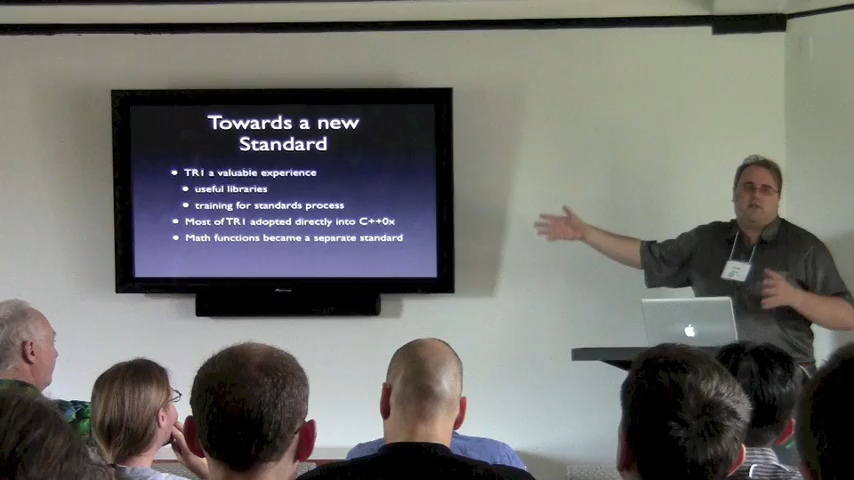 Towards a new
Standard
• TR1 a valuable experience
• useful libraries
• training for standards process
• Most of TR1 adopted directly into C++0x
• Math functions became a separate standard